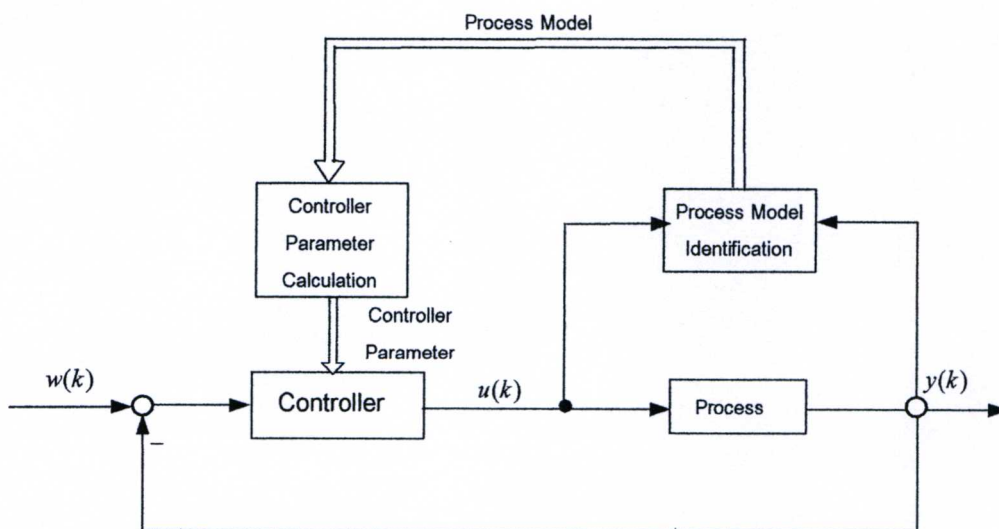 Process Model
Controller
Parameter
Calculation
Process Model
Identification
Controller
Parameter
w(k)
Controller
u(k)
Process
y(k)
−